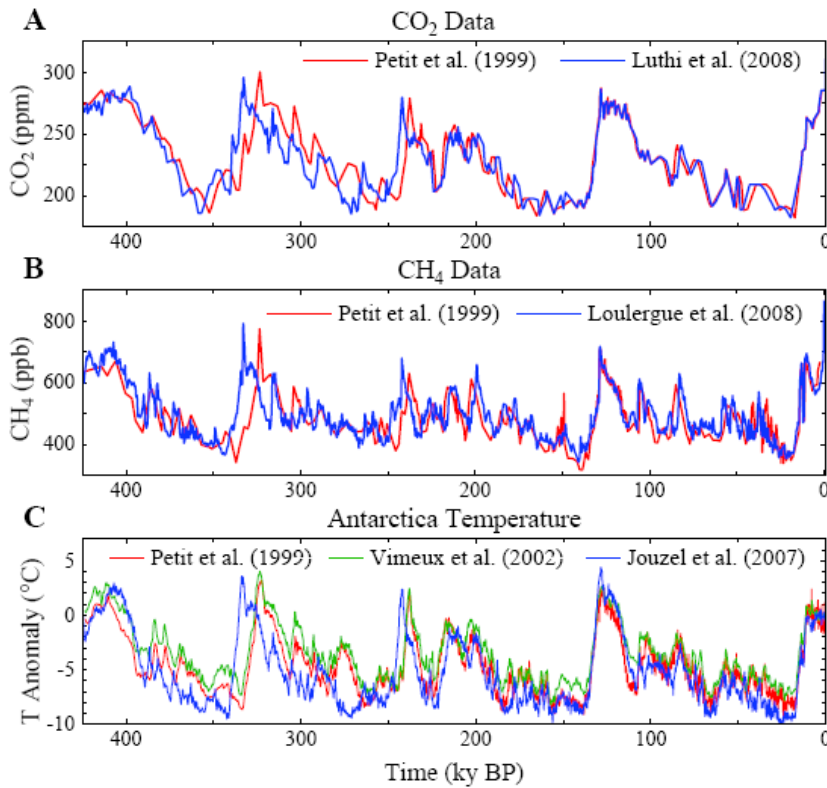 A
CO₂ Data
Petit et al. (1999) Luthi et al. (2008)
CO₂ (ppm)
300
250
200
400 300 200 100 0
B
CH₄ Data
Petit et al. (1999) Loulergue et al. (2008)
CH₄ (ppb)
800
600
400
400 300 200 100 0
C
Antarctica Temperature
Petit et al. (1999) Vimeux et al. (2002) Jouzel et al. (2007)
T Anomaly (°C)
5
0
-5
-10
400 300 200 100 0
Time (ky BP)